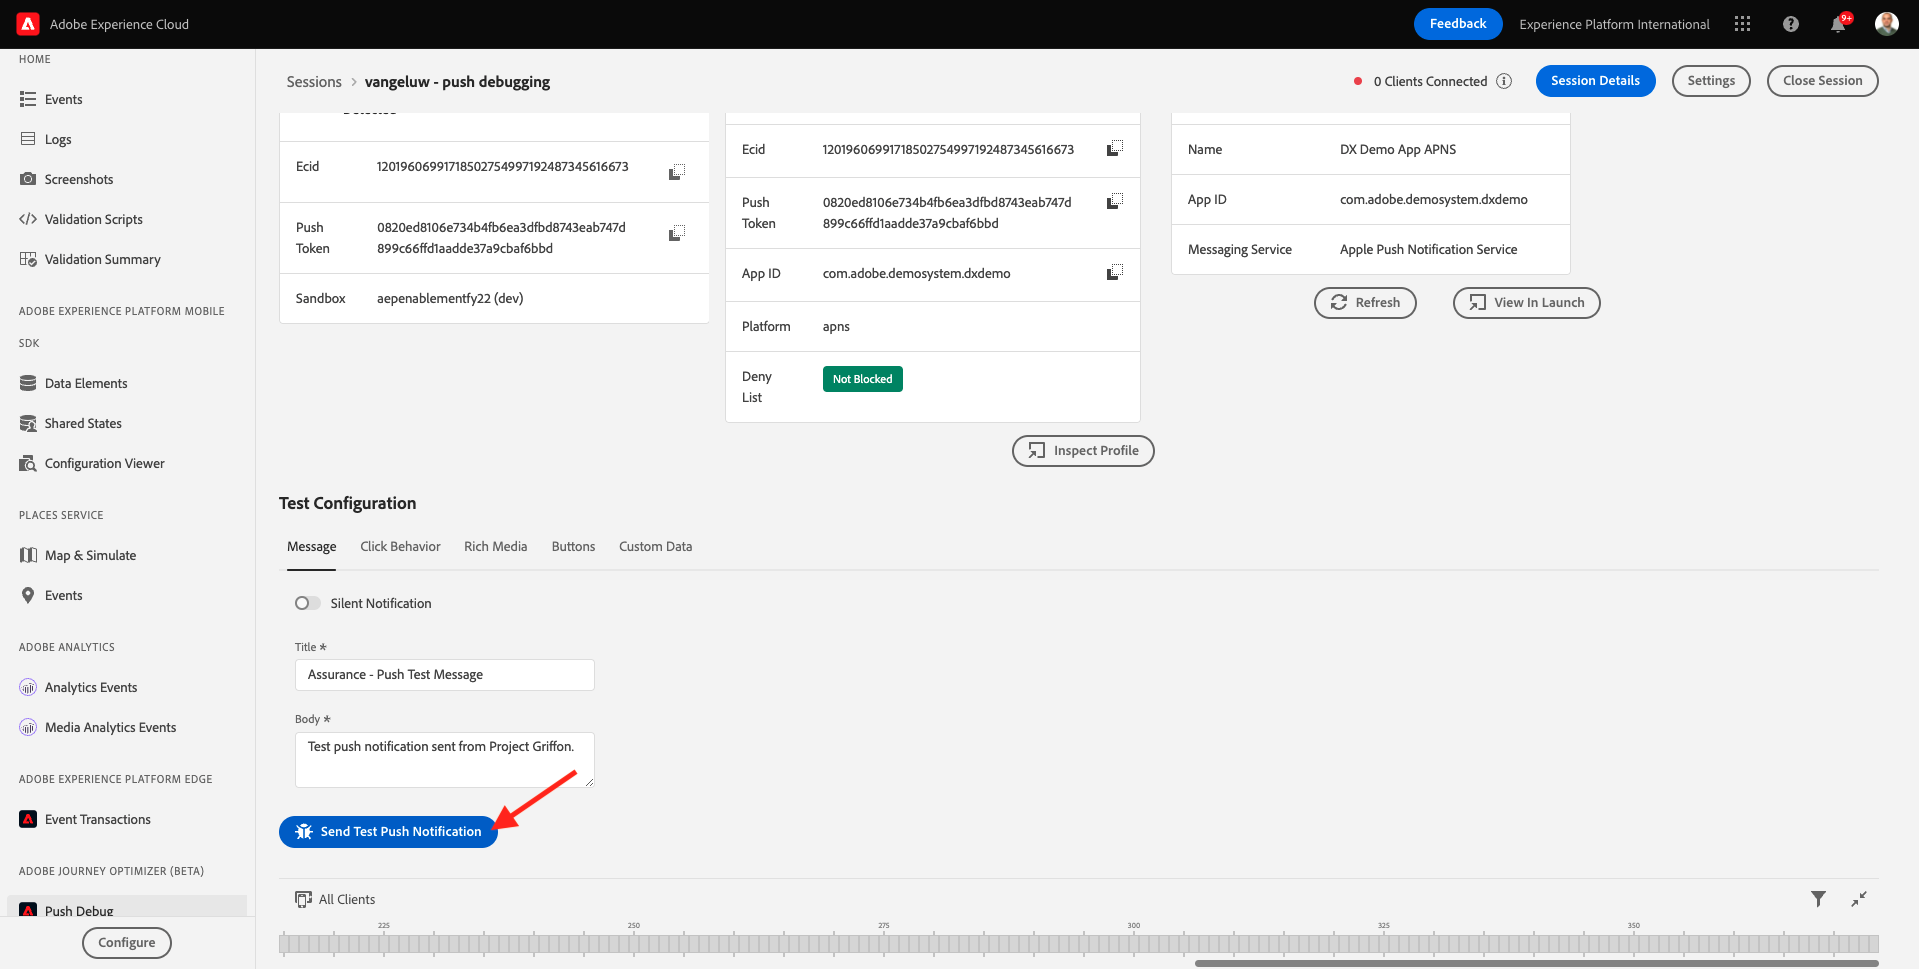 Adobe Experience Cloud
Feedback
Experience Platform International
9+
HOME
Events
Logs
Screenshots
Validation Scripts
Validation Summary
ADOBE EXPERIENCE PLATFORM MOBILE
SDK
Data Elements
Shared States
Configuration Viewer
PLACES SERVICE
Map & Simulate
Events
ADOBE ANALYTICS
Analytics Events
Media Analytics Events
ADOBE EXPERIENCE PLATFORM EDGE
Event Transactions
ADOBE JOURNEY OPTIMIZER (BETA)
Push Debug
Configure
Sessions > vangeluw - push debugging
0 Clients Connected
Session Details
Settings
Close Session
Ecid 12019606991718502754997192487345616673
Push 0820ed8106e734b4fb6ea3dfbd8743eab747d
Token 899c66ffd1aadde37a9cbaf6bbd
Sandbox aepenablementfy22 (dev)
Ecid 12019606991718502754997192487345616673
Push 0820ed8106e734b4fb6ea3dfbd8743eab747d
Token 899c66ffd1aadde37a9cbaf6bbd
App ID com.adobe.demosystem.dxdemo
Platform apns
Deny Not Blocked
List
Inspect Profile
Name DX Demo App APNS
App ID com.adobe.demosystem.dxdemo
Messaging Service Apple Push Notification Service
Refresh
View In Launch
Test Configuration
Message Click Behavior Rich Media Buttons Custom Data
Silent Notification
Title *
Assurance - Push Test Message
Body *
Test push notification sent from Project Griffon.
Send Test Push Notification
All Clients
225 250 275 300 325 350